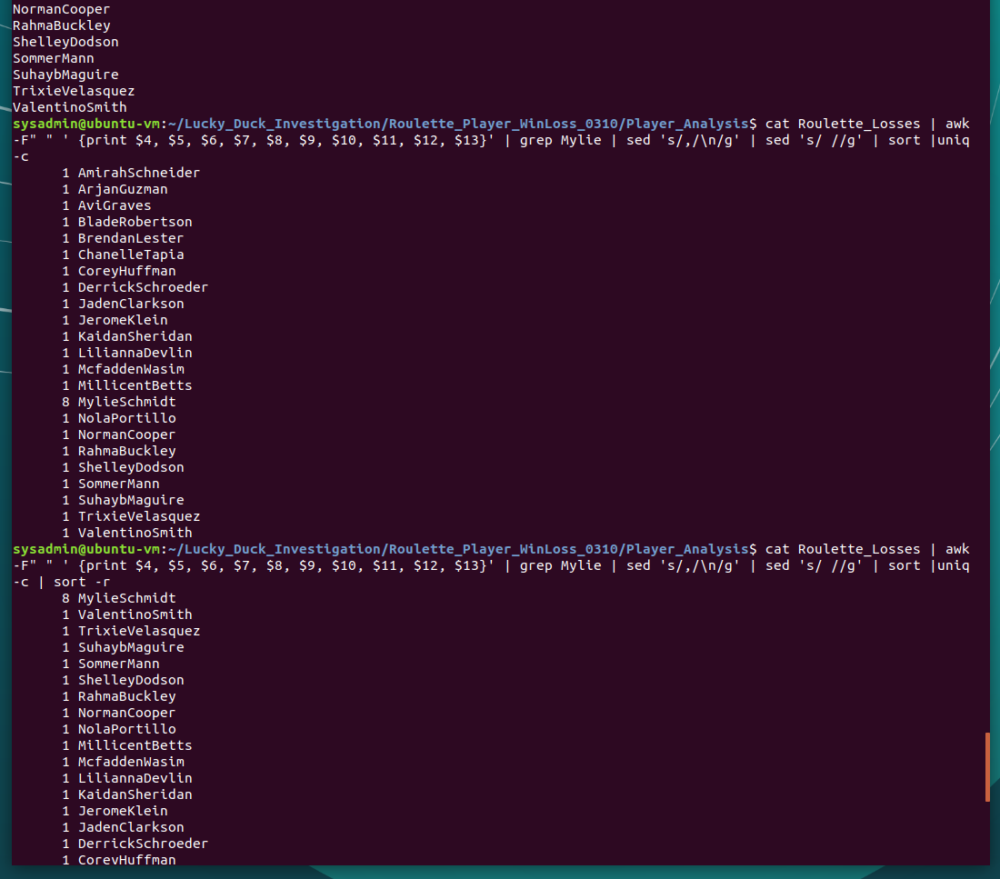 NormanCooper
RahmaBuckley
ShelleyDodson
SommerMann
SuhaybMaguire
TrixieVelasquez
ValentinoSmith
sysadmin@ubuntu-vm:~/Lucky_Duck_Investigation/Roulette_Player_WinLoss_0310/Player_Analysis$ cat Roulette_Losses | awk
-F" " ' {print $4, $5, $6, $7, $8, $9, $10, $11, $12, $13}' | grep Mylie | sed 's/,/\n/g' | sed 's/ //g' | sort |uniq
-c
1 AmirahSchneider
1 ArjanGuzman
1 AviGraves
1 BladeRobertson
1 BrendanLester
1 ChanelleTapia
1 CoreyHuffman
1 DerrickSchroeder
1 JadenClarkson
1 JeromeKlein
1 KaidanSheridan
1 LiliannaDevlin
1 McfaddenWasim
1 MillicentBetts
8 MylieSchmidt
1 NolaPortillo
1 NormanCooper
1 RahmaBuckley
1 ShelleyDodson
1 SommerMann
1 SuhaybMaguire
1 TrixieVelasquez
1 ValentinoSmith
sysadmin@ubuntu-vm:~/Lucky_Duck_Investigation/Roulette_Player_WinLoss_0310/Player_Analysis$ cat Roulette_Losses | awk
-F" " ' {print $4, $5, $6, $7, $8, $9, $10, $11, $12, $13}' | grep Mylie | sed 's/,/\n/g' | sed 's/ //g' | sort |uniq
-c | sort -r
8 MylieSchmidt
1 ValentinoSmith
1 TrixieVelasquez
1 SuhaybMaguire
1 SommerMann
1 ShelleyDodson
1 RahmaBuckley
1 NormanCooper
1 NolaPortillo
1 MillicentBetts
1 McfaddenWasim
1 LiliannaDevlin
1 KaidanSheridan
1 JeromeKlein
1 JadenClarkson
1 DerrickSchroeder
1 CoreyHuffman